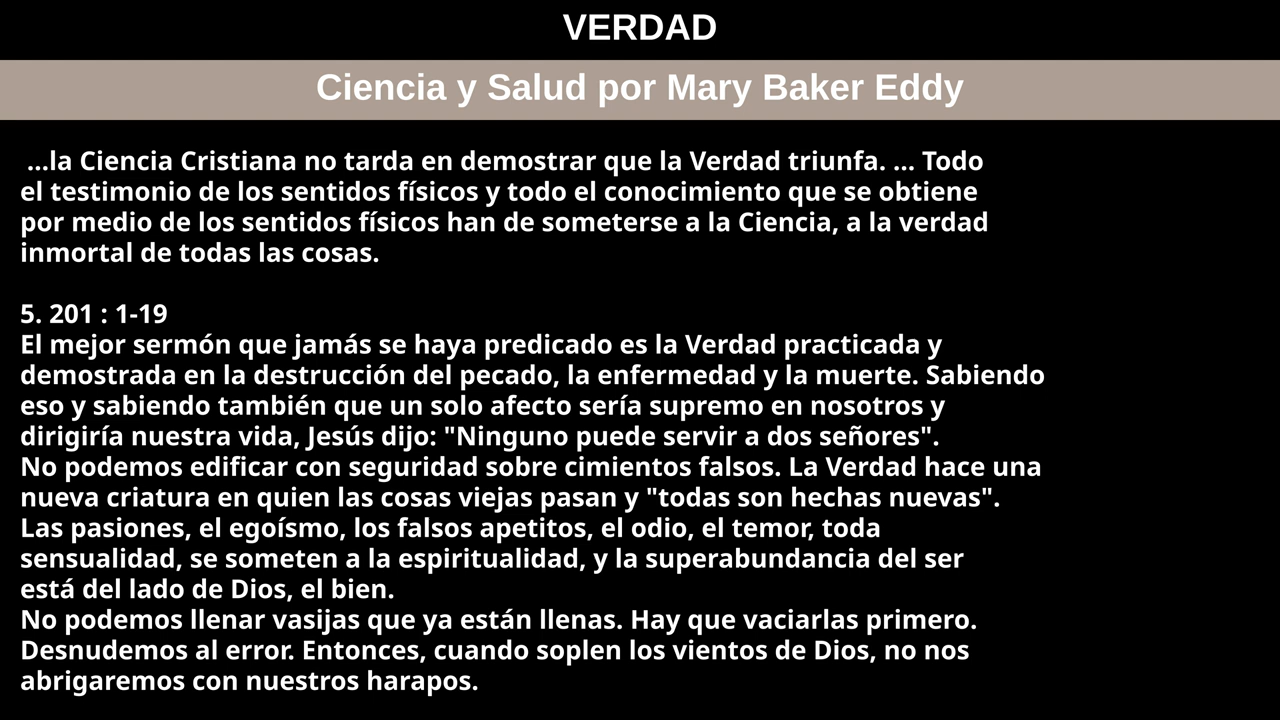 VERDAD
Ciencia y Salud por Mary Baker Eddy
...la Ciencia Cristiana no tarda en demostrar que la Verdad triunfa. ... Todo
el testimonio de los sentidos físicos y todo el conocimiento que se obtiene
por medio de los sentidos físicos han de someterse a la Ciencia, a la verdad
inmortal de todas las cosas.
5. 201 : 1-19
El mejor sermón que jamás se haya predicado es la Verdad practicada y
demostrada en la destrucción del pecado, la enfermedad y la muerte. Sabiendo
eso y sabiendo también que un solo afecto sería supremo en nosotros y
dirigiría nuestra vida, Jesús dijo: "Ninguno puede servir a dos señores".
No podemos edificar con seguridad sobre cimientos falsos. La Verdad hace una
nueva criatura en quien las cosas viejas pasan y "todas son hechas nuevas".
Las pasiones, el egoísmo, los falsos apetitos, el odio, el temor, toda
sensualidad, se someten a la espiritualidad, y la superabundancia del ser
está del lado de Dios, el bien.
No podemos llenar vasijas que ya están llenas. Hay que vaciarlas primero.
Desnudemos al error. Entonces, cuando soplen los vientos de Dios, no nos
abrigaremos con nuestros harapos.